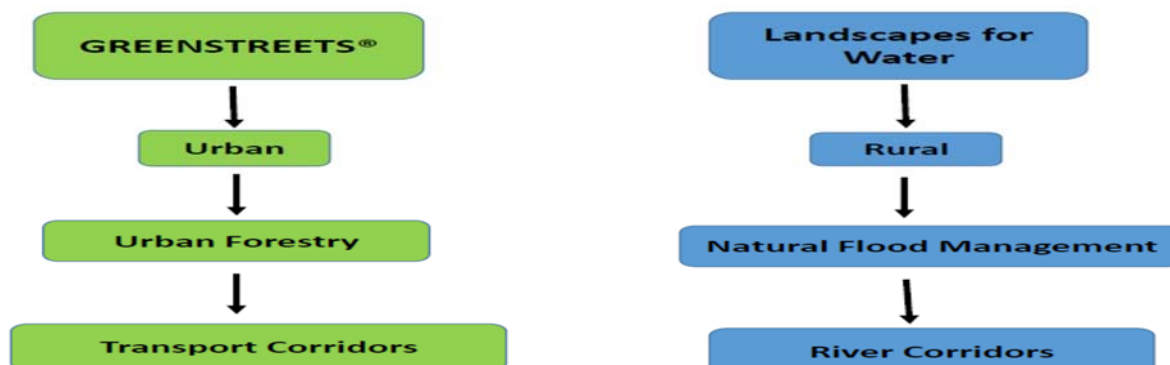 GREENSTREETS®
Urban
Urban Forestry
Transport Corridors
Landscapes for
Water
Rural
Natural Flood Management
River Corridors